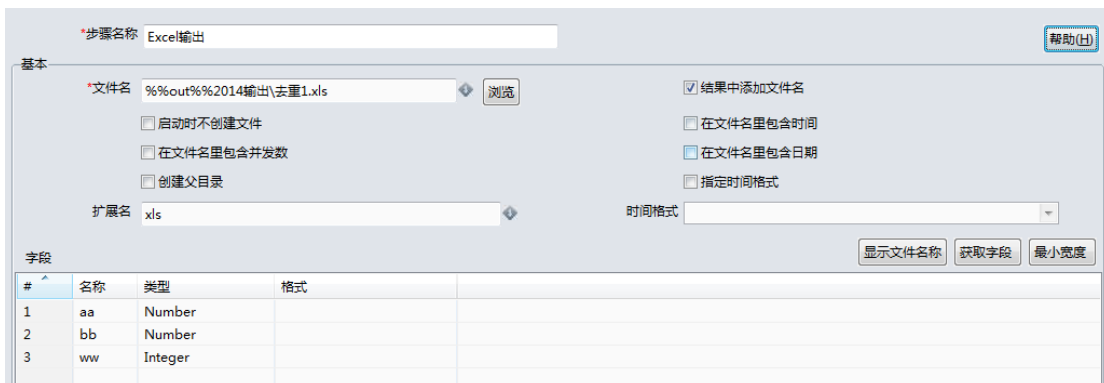 *步骤名称 Excel输出 帮助(H)
基本
*文件名 %%out%%2014输出\去重1.xls 浏览 结果中添加文件名
启动时不创建文件 在文件名里包含时间
在文件名里包含并发数 在文件名里包含日期
创建父目录 指定时间格式
扩展名 xls 时间格式
显示文件名称 获取字段 最小宽度
字段
# 名称 类型 格式
1 aa Number
2 bb Number
3 ww Integer